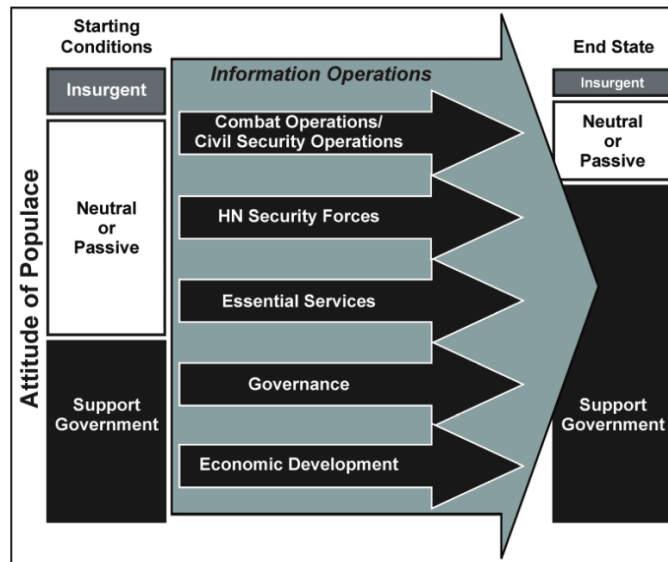 Starting
Conditions
End State
Attitude of Populace
Insurgent
Neutral
or
Passive
Support
Government
Information Operations
Combat Operations/
Civil Security Operations
HN Security Forces
Essential Services
Governance
Economic Development
Insurgent
Neutral
or
Passive
Support
Government